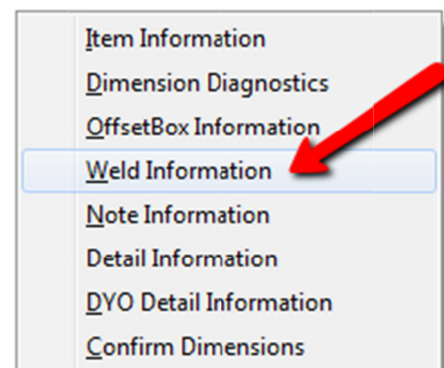 Item Information
Dimension Diagnostics
OffsetBox Information
Weld Information
Note Information
Detail Information
DYO Detail Information
Confirm Dimensions